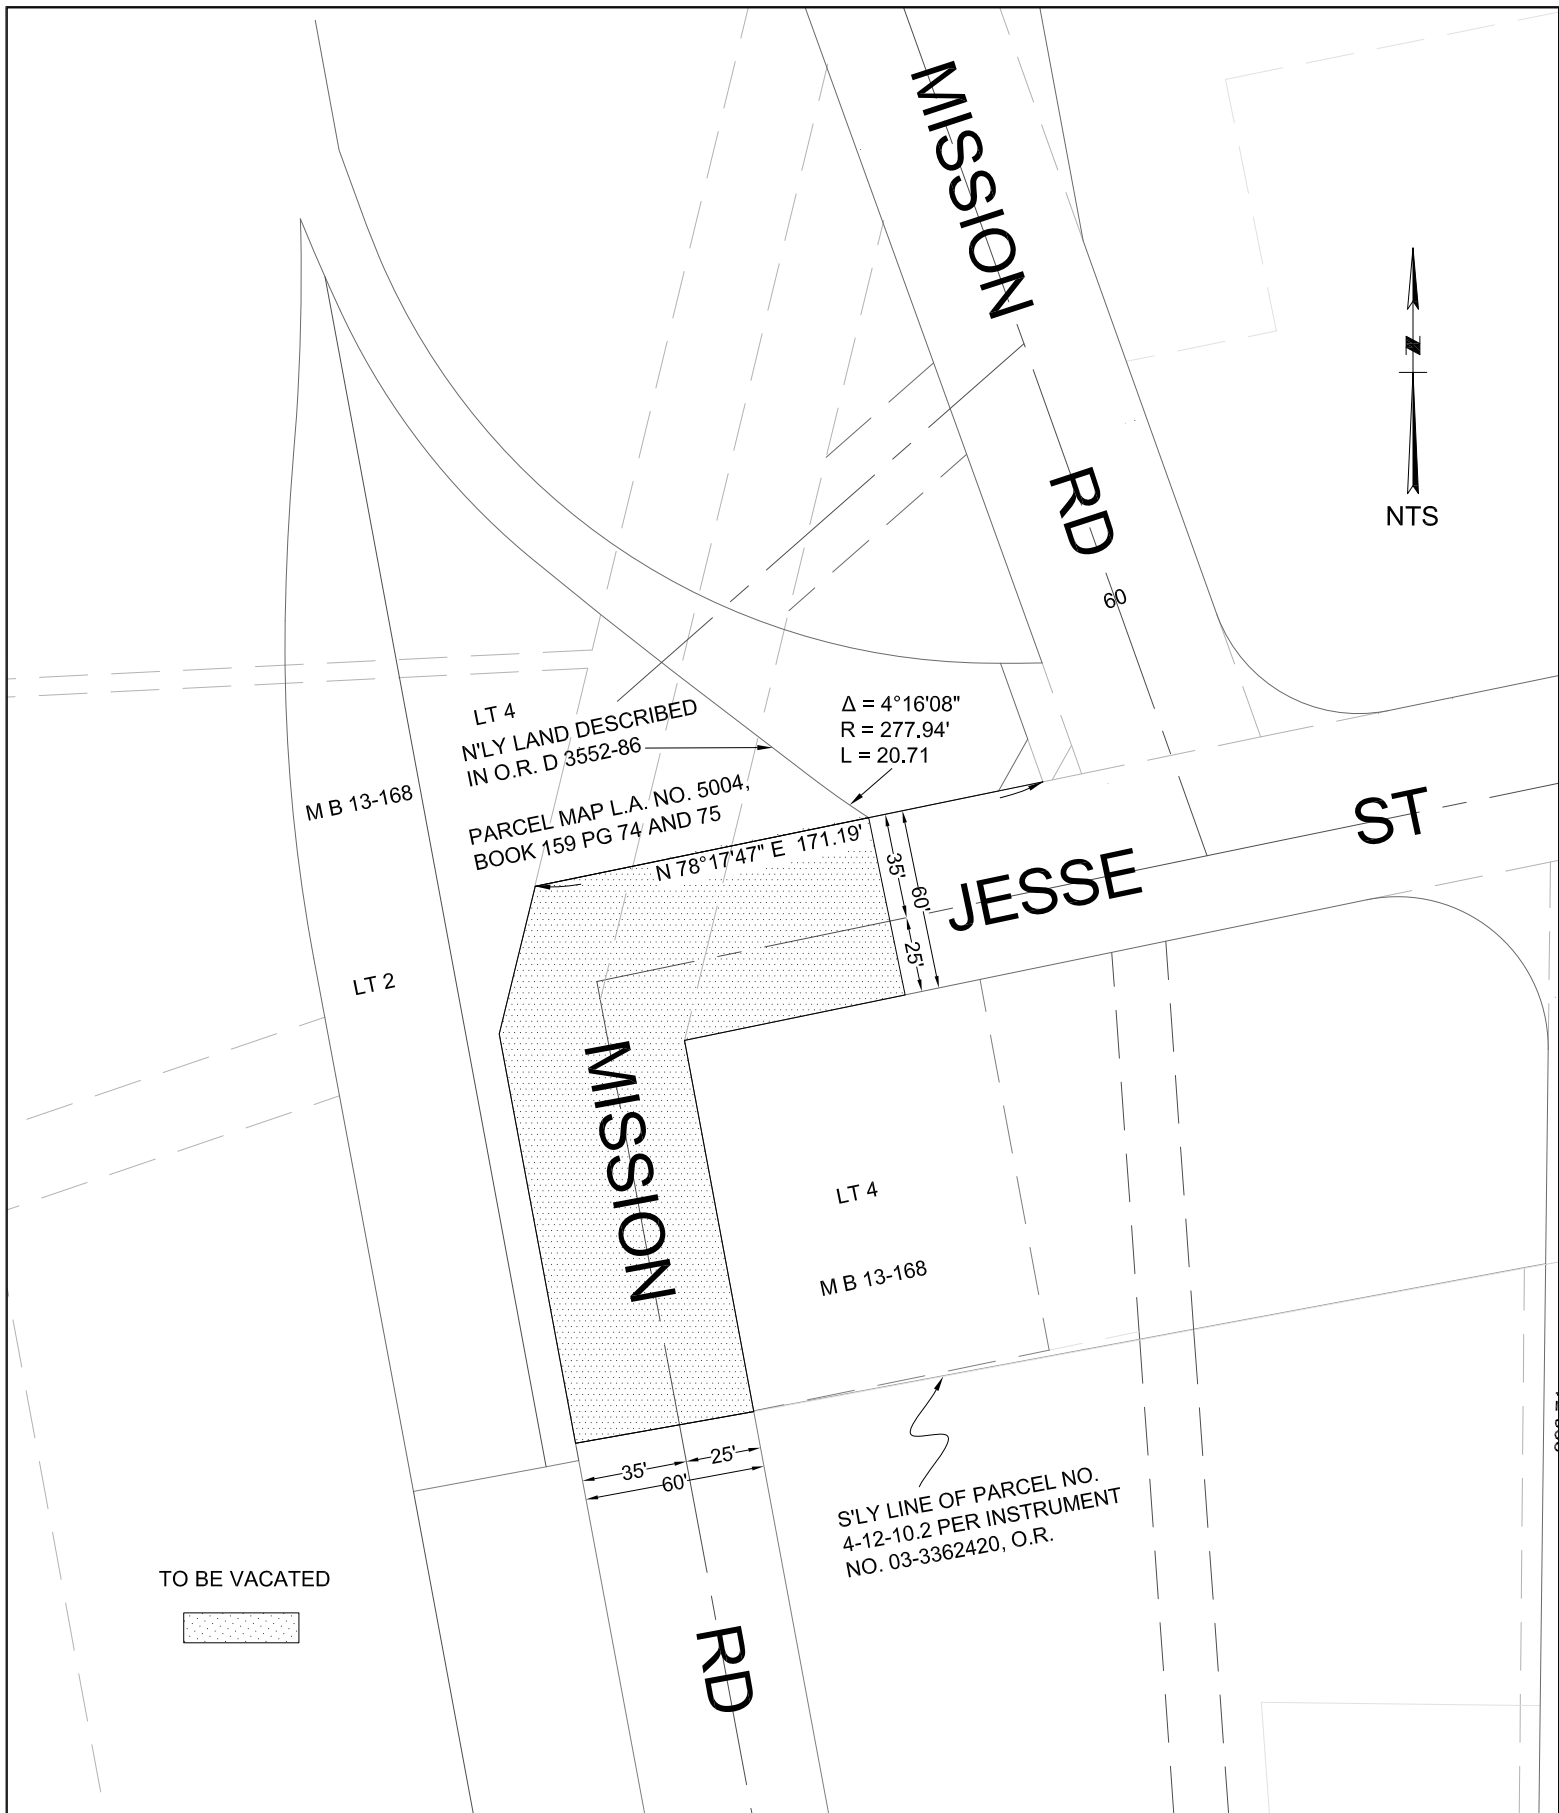 MISSION
RD
60
N
NTS
LT 4
N'LY LAND DESCRIBED
IN O.R. D 3552-86
Δ = 4°16'08"
R = 277.94'
L = 20.71
M B 13-168
PARCEL MAP L.A. NO. 5004,
BOOK 159 PG 74 AND 75
N 78°17'47" E 171.19'
35'
60'
25'
JESSE
ST
LT 2
MISSION
LT 4
M B 13-168
35'
25'
60'
S'LY LINE OF PARCEL NO.
4-12-10.2 PER INSTRUMENT
NO. 03-3362420, O.R.
TO BE VACATED
RD